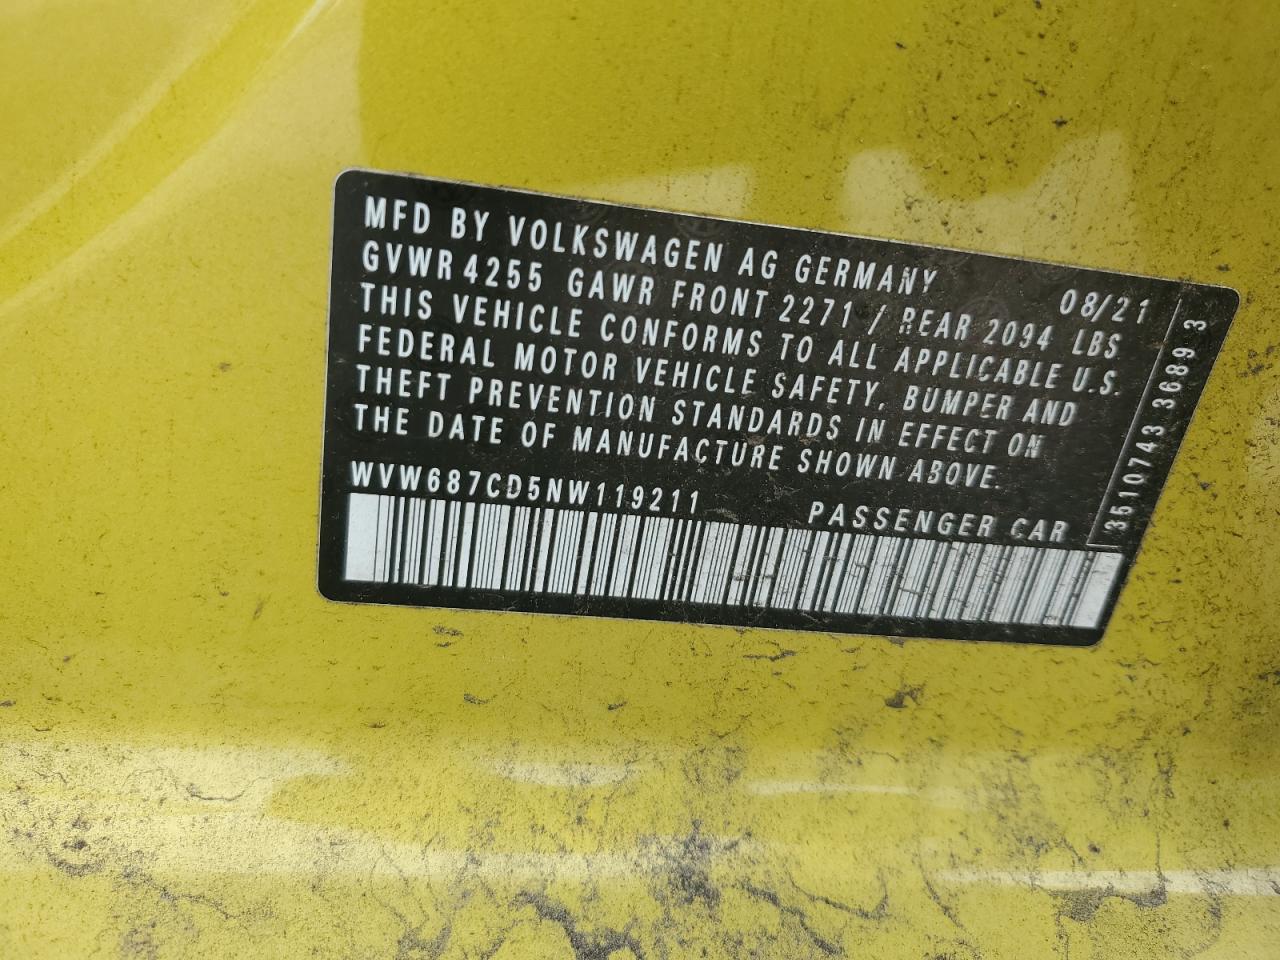 MFD BY VOLKSWAGEN AG GERMANY 08/21
GVWR 4255 GAWR FRONT 2271 / REAR 2094 LBS
THIS VEHICLE CONFORMS TO ALL APPLICABLE U.S.
FEDERAL MOTOR VEHICLE SAFETY, BUMPER AND
THEFT PREVENTION STANDARDS IN EFFECT ON
THE DATE OF MANUFACTURE SHOWN ABOVE.
WVW687CD5NW119211 PASSENGER CAR
3510743 3689 3